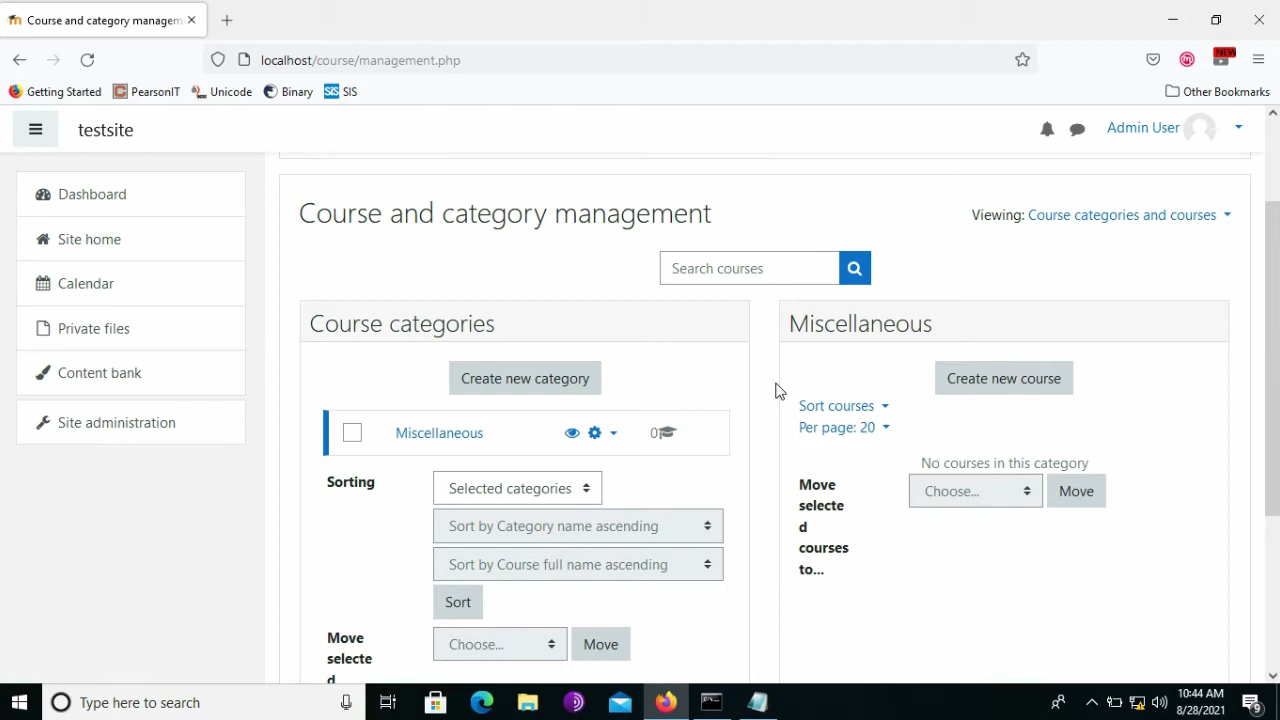 Course and category managem
localhost/course/management.php
NEW
Getting Started
PearsonIT
Unicode
Binary
SIS
SIS
Other Bookmarks
testsite
Admin User
Dashboard
Site home
Calendar
Private files
Content bank
Site administration
Course and category management
Viewing: Course categories and courses
Search courses
Course categories
Create new category
Miscellaneous
0
Sorting
Selected categories
Sort by Category name ascending
Sort by Course full name ascending
Sort
Move
selecte
d
Choose...
Move
Miscellaneous
Create new course
Sort courses
Per page: 20
No courses in this category
Move
selecte
d
courses
to...
Choose...
Move
Type here to search
10:44 AM
8/28/2021
9